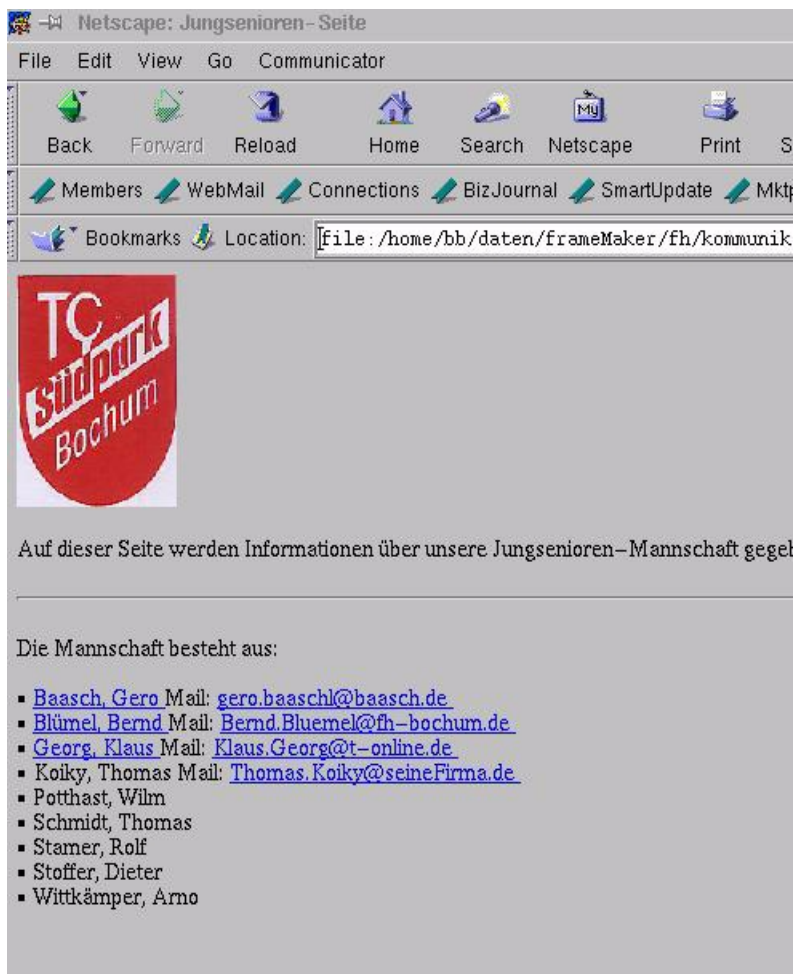 Netscape: Jungsenioren-Seite
File Edit View Go Communicator
Back Forward Reload Home Search Netscape Print S
My
Members WebMail Connections BizJournal SmartUpdate Mktp
Bookmarks Location: file:/home/bb/daten/frameMaker/fh/kommunik
TC
Südpark
Bochum
Auf dieser Seite werden Informationen über unsere Jungsenioren-Mannschaft gegeb
Die Mannschaft besteht aus:
▪ Baasch, Gero Mail: gero.baaschl@baasch.de
▪ Blümel, Bernd Mail: Bernd.Bluemel@fh-bochum.de
▪ Georg, Klaus Mail: Klaus.Georg@t-online.de
▪ Koiky, Thomas Mail: Thomas.Koiky@seineFirma.de
▪ Potthast, Wilm
▪ Schmidt, Thomas
▪ Stamer, Rolf
▪ Stoffer, Dieter
▪ Wittkämper, Arno